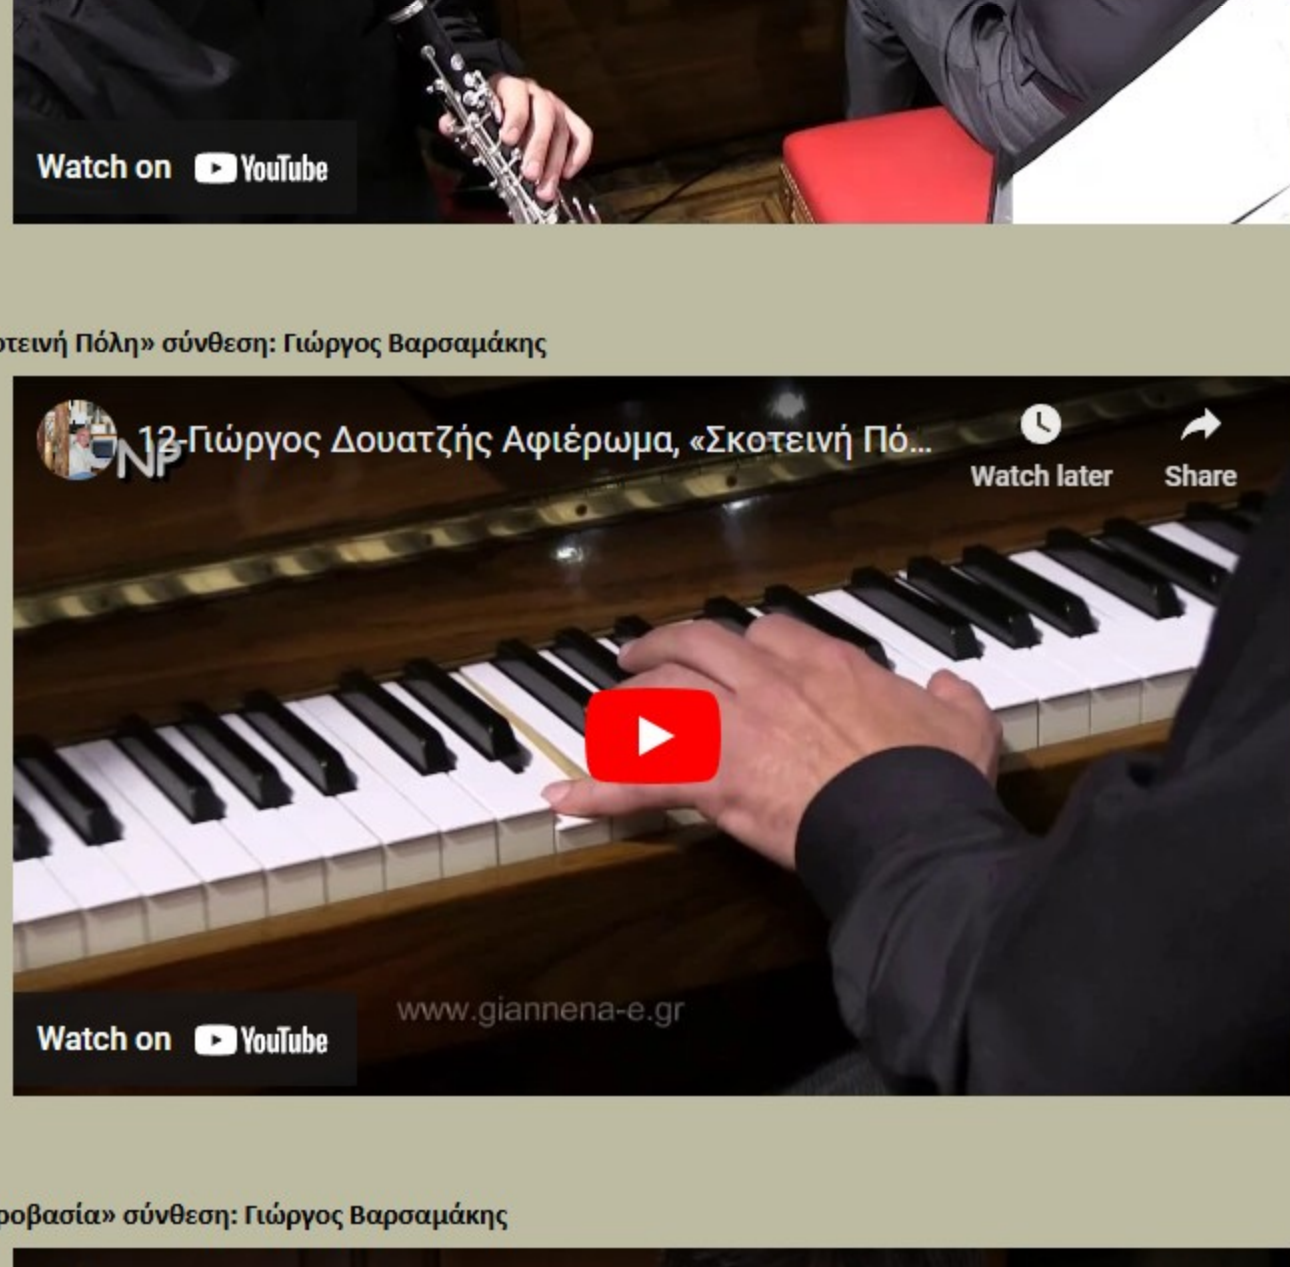 Watch on YouTube
οτεινή Πόλη» σύνθεση: Γιώργος Βαρσαμάκης
12-Γιώργος Δουατζής Αφιέρωμα, «Σκοτεινή Πό...
NP
Watch later
Share
www.giannena-e.gr
Watch on YouTube
ροβασία» σύνθεση: Γιώργος Βαρσαμάκης